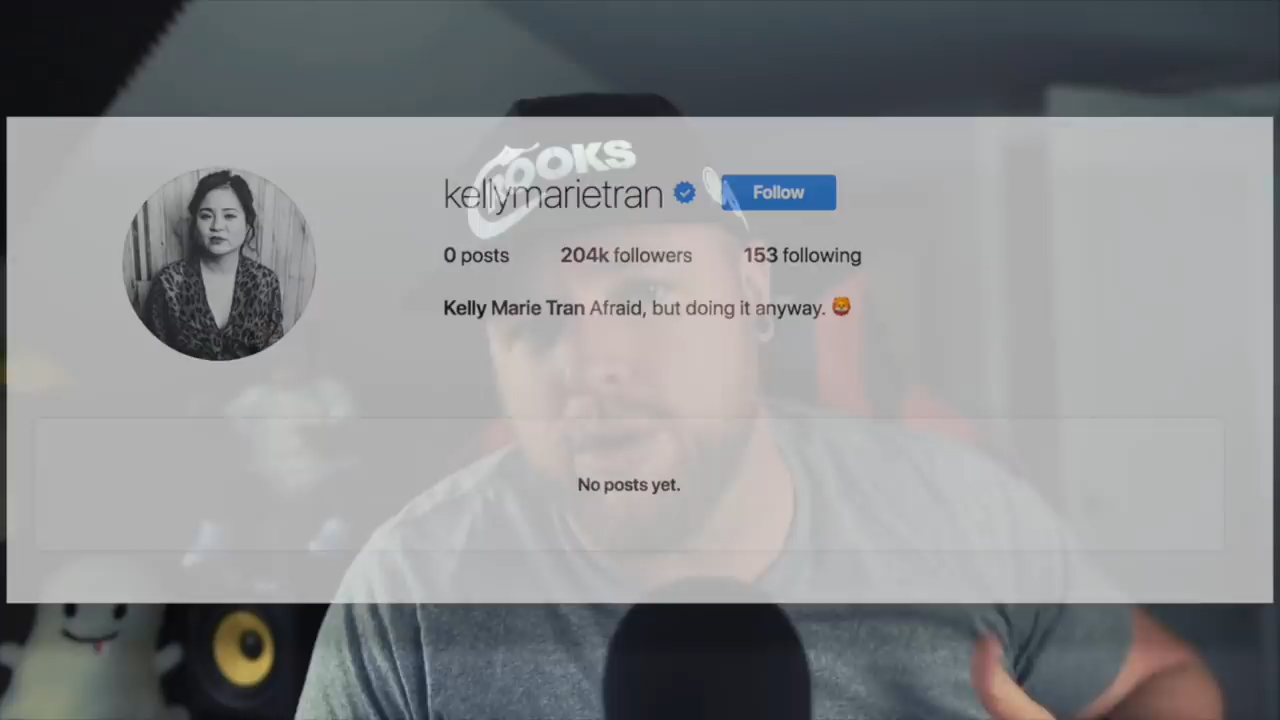 COOKS
kellymarietran Follow
0 posts 204k followers 153 following
Kelly Marie Tran Afraid, but doing it anyway. 🦁
No posts yet.